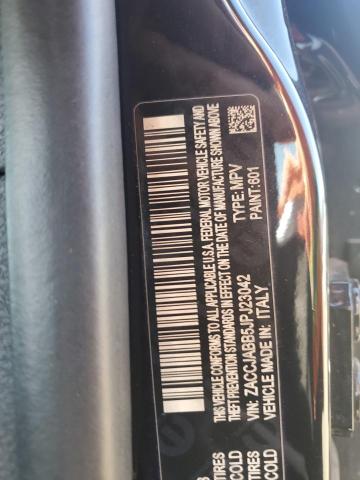 THIS VEHICLE CONFORMS TO ALL APPLICABLE U.S.A. FEDERAL MOTOR VEHICLE SAFETY AND
THEFT PREVENTION STANDARDS IN EFFECT ON THE DATE OF MANUFACTURE SHOWN ABOVE
VIN: ZACCJABB5JPJ23042 TYPE: MPV
VEHICLE MADE IN: ITALY PAINT:601
TIRES
COLD
TIRES
COLD